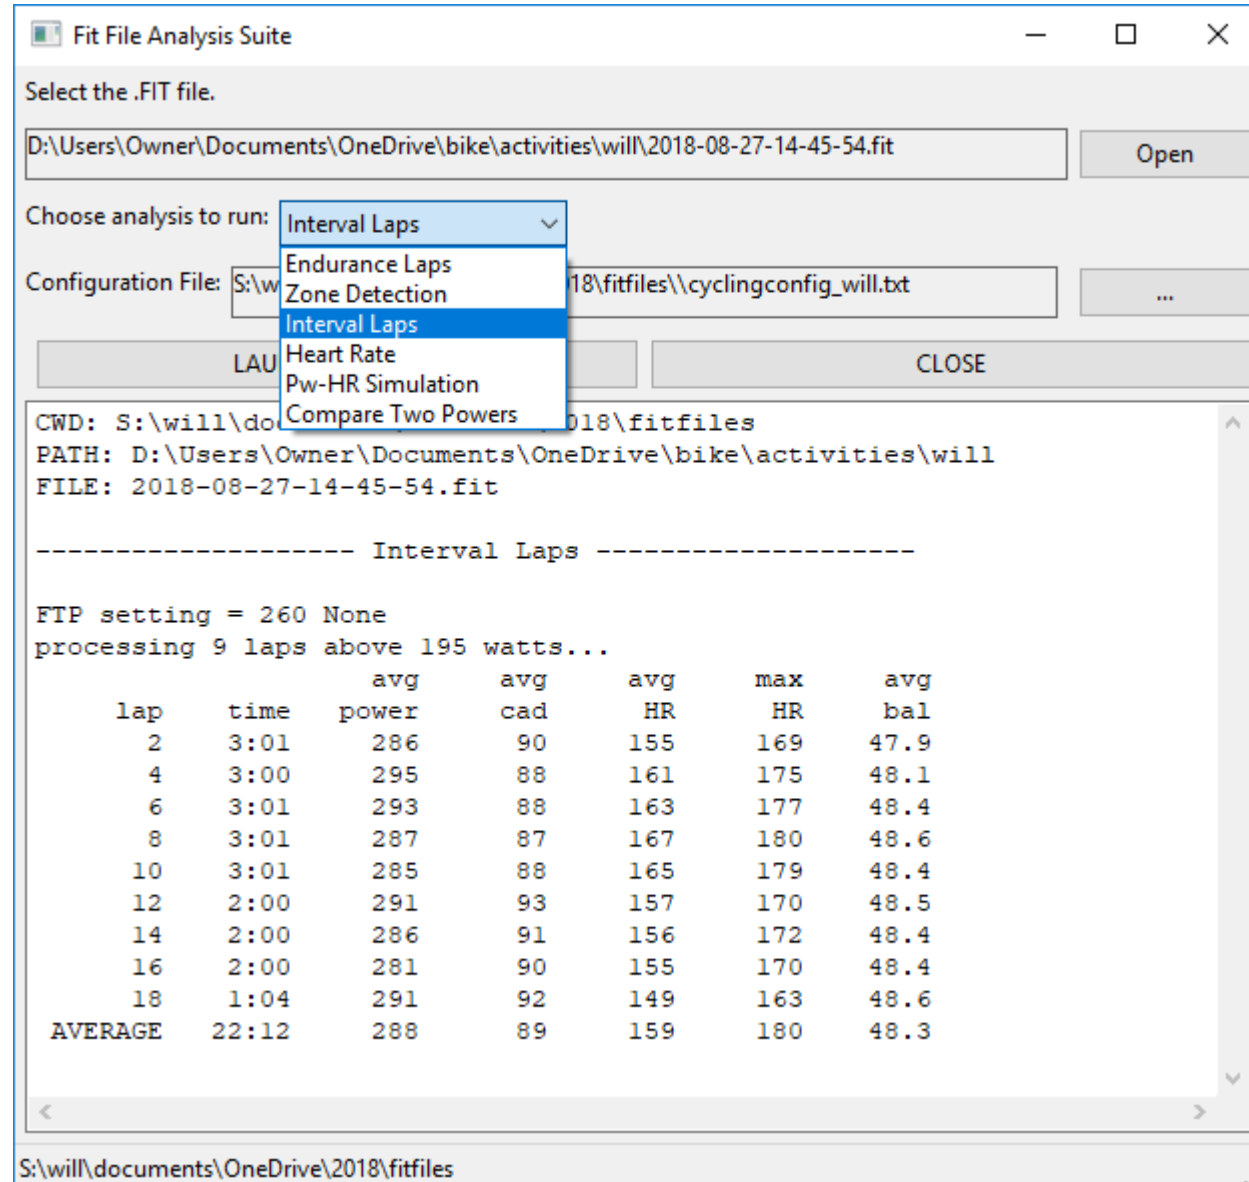 Fit File Analysis Suite
Select the .FIT file.
D:\Users\Owner\Documents\OneDrive\bike\activities\will\2018-08-27-14-45-54.fit
Open
Choose analysis to run: Interval Laps
Endurance Laps
Zone Detection
Interval Laps
Heart Rate
Pw-HR Simulation
Compare Two Powers
Configuration File: S:\w 18\fitfiles\\cyclingconfig_will.txt ...
LAU CLOSE
CWD: S:\will\do 018\fitfiles
PATH: D:\Users\Owner\Documents\OneDrive\bike\activities\will
FILE: 2018-08-27-14-45-54.fit
-------------------- Interval Laps --------------------
FTP setting = 260 None
processing 9 laps above 195 watts...
avg avg avg max avg
lap time power cad HR HR bal
2 3:01 286 90 155 169 47.9
4 3:00 295 88 161 175 48.1
6 3:01 293 88 163 177 48.4
8 3:01 287 87 167 180 48.6
10 3:01 285 88 165 179 48.4
12 2:00 291 93 157 170 48.5
14 2:00 286 91 156 172 48.4
16 2:00 281 90 155 170 48.4
18 1:04 291 92 149 163 48.6
AVERAGE 22:12 288 89 159 180 48.3
S:\will\documents\OneDrive\2018\fitfiles